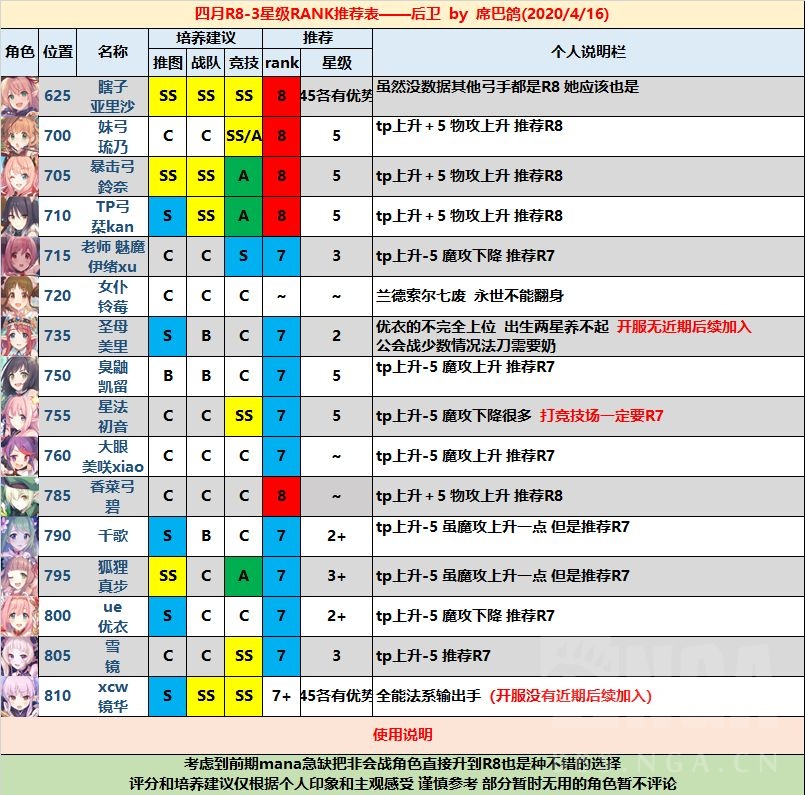 四月R8-3星级RANK推荐表——后卫 by 席巴鸽(2020/4/16)
角色 位置 名称 培养建议 推荐 个人说明栏
推图 战队 竞技 rank 星级
625 瞎子 亚里沙 SS SS SS 8 45各有优势 虽然没数据其他弓手都是R8 她应该也是
700 妹弓 琉乃 C C SS/A 8 5 tp上升＋5 物攻上升 推荐R8
705 暴击弓 鈴奈 SS SS A 8 5 tp上升＋5 物攻上升 推荐R8
710 TP弓 栞kan S SS A 8 5 tp上升＋5 物攻上升 推荐R8
715 老师 魅魔 伊绪xu C C S 7 3 tp上升-5 魔攻下降 推荐R7
720 女仆 铃莓 C C C ~ ~ 兰德索尔七废 永世不能翻身
735 圣母 美里 S B C 7 2 优衣的不完全上位 出生两星养不起 开服无近期后续加入
公会战少数情况法刀需要奶
750 臭鼬 凯留 B B C 7 5 tp上升-5 魔攻上升 推荐R7
755 星法 初音 C C SS 7 5 tp上升-5 魔攻下降很多 打竞技场一定要R7
760 大眼 美咲xiao C C C 7 ~ tp上升-5 魔攻上升 推荐R7
785 香菜弓 碧 C C C 8 ~ tp上升＋5 物攻上升 推荐R8
790 千歌 S B C 7 2+ tp上升-5 虽魔攻上升一点 但是推荐R7
795 狐狸 真步 SS C A 7 3+ tp上升-5 虽魔攻上升一点 但是推荐R7
800 ue 优衣 S C C 7 2+ tp上升-5 魔攻下降 推荐R7
805 雪 镜 C C SS 7 3 tp上升-5 推荐R7
810 xcw 镜华 S SS SS 7+ 45各有优势 全能法系输出手 (开服没有近期后续加入)
使用说明
考虑到前期mana急缺把非会战角色直接升到R8也是种不错的选择
评分和培养建议仅根据个人印象和主观感受 谨慎参考 部分暂时无用的角色暂不评论